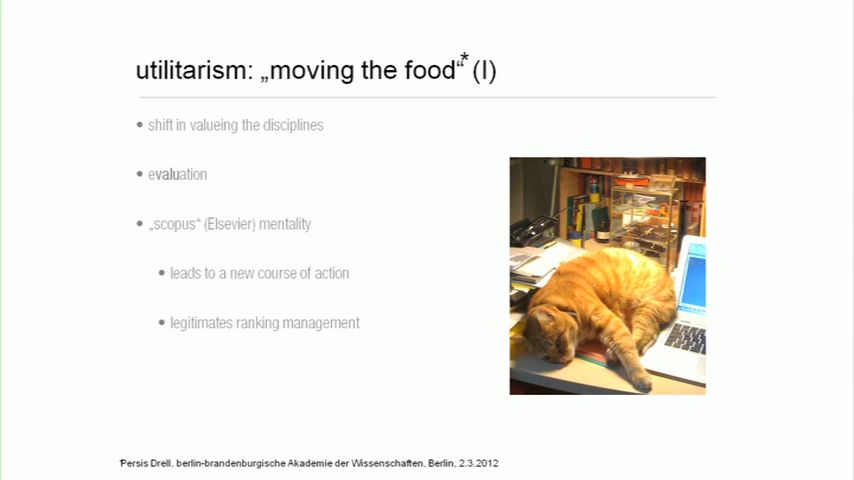 utilitarism: „moving the food“* (I)
• shift in valueing the disciplines
• evaluation
• „scopus“ (Elsevier) mentality
• leads to a new course of action
• legitimates ranking management
*Persis Drell, berlin-brandenburgische Akademie der Wissenschaften, Berlin, 2.3.2012